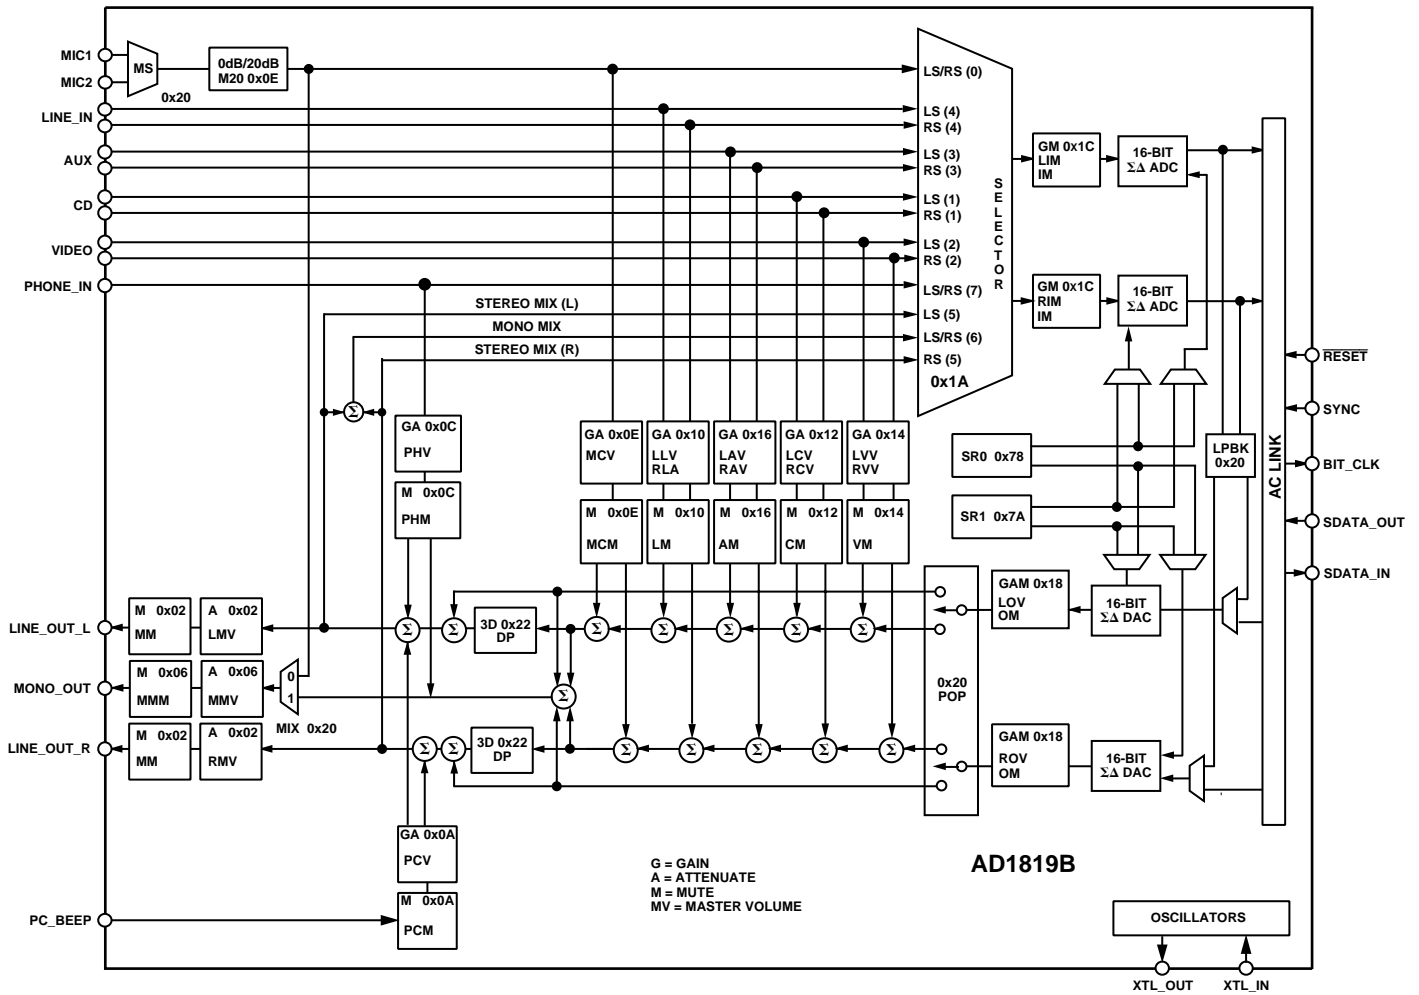 MIC1
MIC2
MS
0x20
0dB/20dB
M20 0x0E
LINE_IN
AUX
CD
VIDEO
PHONE_IN
STEREO MIX (L)
MONO MIX
STEREO MIX (R)
LS/RS (0)
LS (4)
RS (4)
LS (3)
RS (3)
LS (1)
RS (1)
LS (2)
RS (2)
LS/RS (7)
LS (5)
LS/RS (6)
RS (5)
0x1A
SELECTOR
GM 0x1C
LIM
IM
16-BIT
ΣΔ ADC
GM 0x1C
RIM
IM
16-BIT
ΣΔ ADC
AC LINK
RESET
SYNC
BIT_CLK
SDATA_OUT
SDATA_IN
Σ
GA 0x0C
PHV
M 0x0C
PHM
GA 0x0E
MCV
GA 0x10
LLV
RLA
GA 0x16
LAV
RAV
GA 0x12
LCV
RCV
GA 0x14
LVV
RVV
M 0x0E
MCM
M 0x10
LM
M 0x16
AM
M 0x12
CM
M 0x14
VM
SR0 0x78
SR1 0x7A
LPBK
0x20
LINE_OUT_L
M 0x02
MM
A 0x02
LMV
Σ
Σ
3D 0x22
DP
Σ
Σ
Σ
Σ
Σ
0x20
POP
GAM 0x18
LOV
OM
16-BIT
ΣΔ DAC
MONO_OUT
M 0x06
MMM
A 0x06
MMV
0
1
MIX 0x20
Σ
LINE_OUT_R
M 0x02
MM
A 0x02
RMV
Σ
Σ
3D 0x22
DP
Σ
Σ
Σ
Σ
Σ
GAM 0x18
ROV
OM
16-BIT
ΣΔ DAC
GA 0x0A
PCV
M 0x0A
PCM
PC_BEEP
G = GAIN
A = ATTENUATE
M = MUTE
MV = MASTER VOLUME
AD1819B
OSCILLATORS
XTL_OUT
XTL_IN